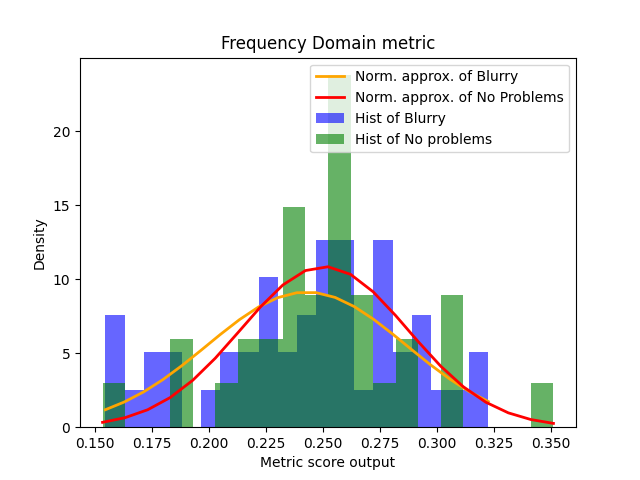 Frequency Domain metric
Norm. approx. of Blurry
Norm. approx. of No Problems
Hist of Blurry
Hist of No problems
Density
20
15
10
5
0
0.150 0.175 0.200 0.225 0.250 0.275 0.300 0.325 0.350
Metric score output